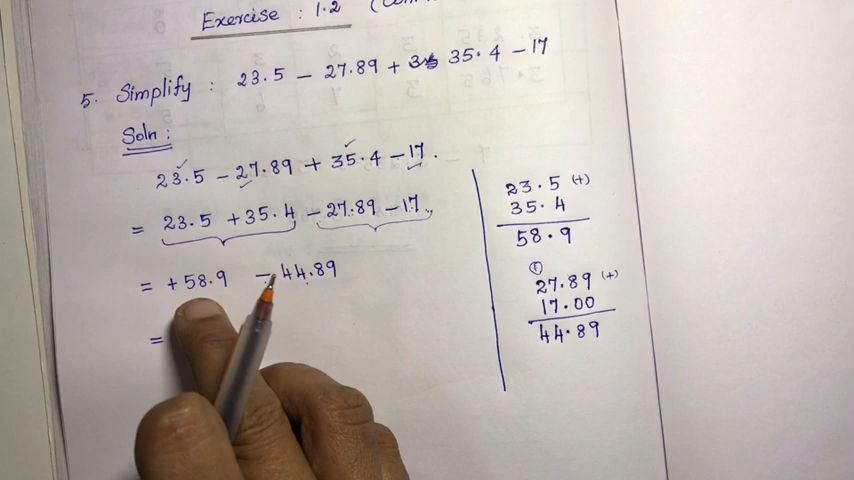 Exercise : 1.2
5. Simplify : 23.5 - 27.89 + 35.4 - 17
Soln :
23.5 - 27.89 + 35.4 - 17.
= 23.5 + 35.4 - 27.89 - 17.
= + 58.9 - 44.89
=
23.5 (+)
35.4
58.9
(1)
27.89 (+)
17.00
44.89